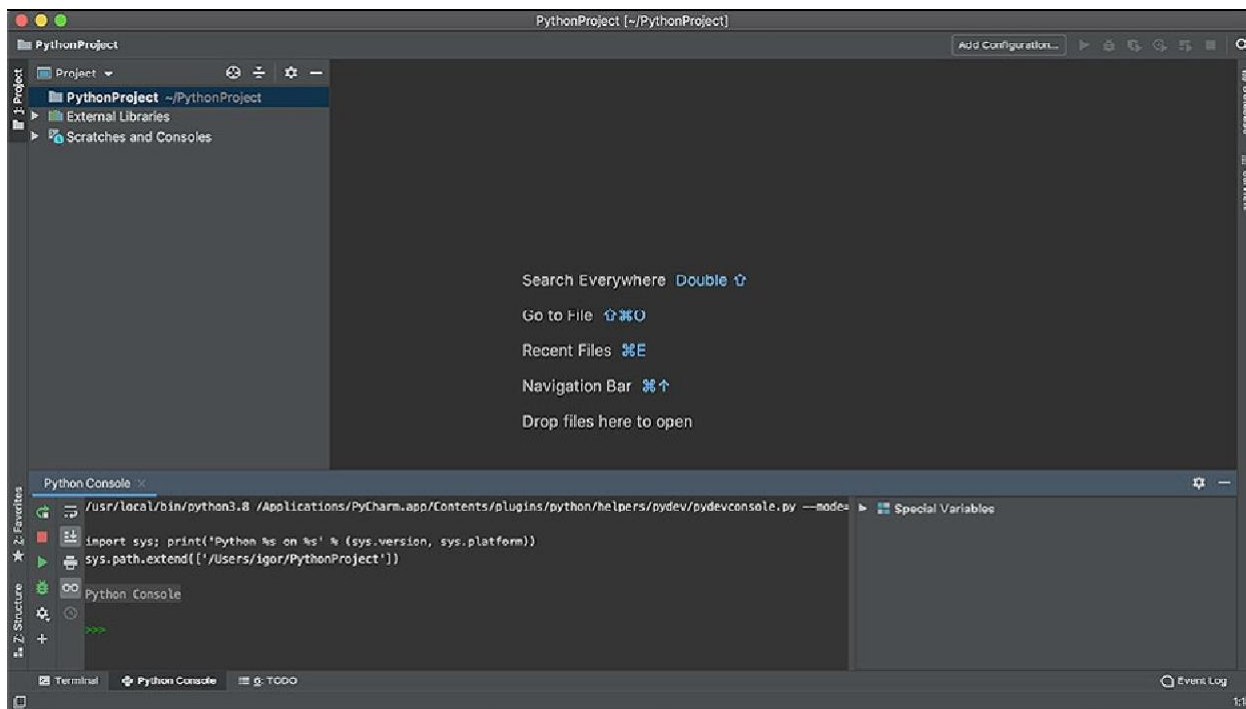 PythonProject [~/PythonProject]
PythonProject
Add Configuration...
1: Project
Project
PythonProject ~/PythonProject
External Libraries
Scratches and Consoles
Search Everywhere Double ⇧
Go to File ⇧⌘O
Recent Files ⌘E
Navigation Bar ⌘↑
Drop files here to open
2: Favorites
Z: Structure
Python Console
/usr/local/bin/python3.8 /Applications/PyCharm.app/Contents/plugins/python/helpers/pydev/pydevconsole.py --mode=
import sys; print('Python %s on %s' % (sys.version, sys.platform))
sys.path.extend(['/Users/igor/PythonProject'])
Python Console
>>>
Special Variables
Terminal Python Console 6: TODO
Event Log